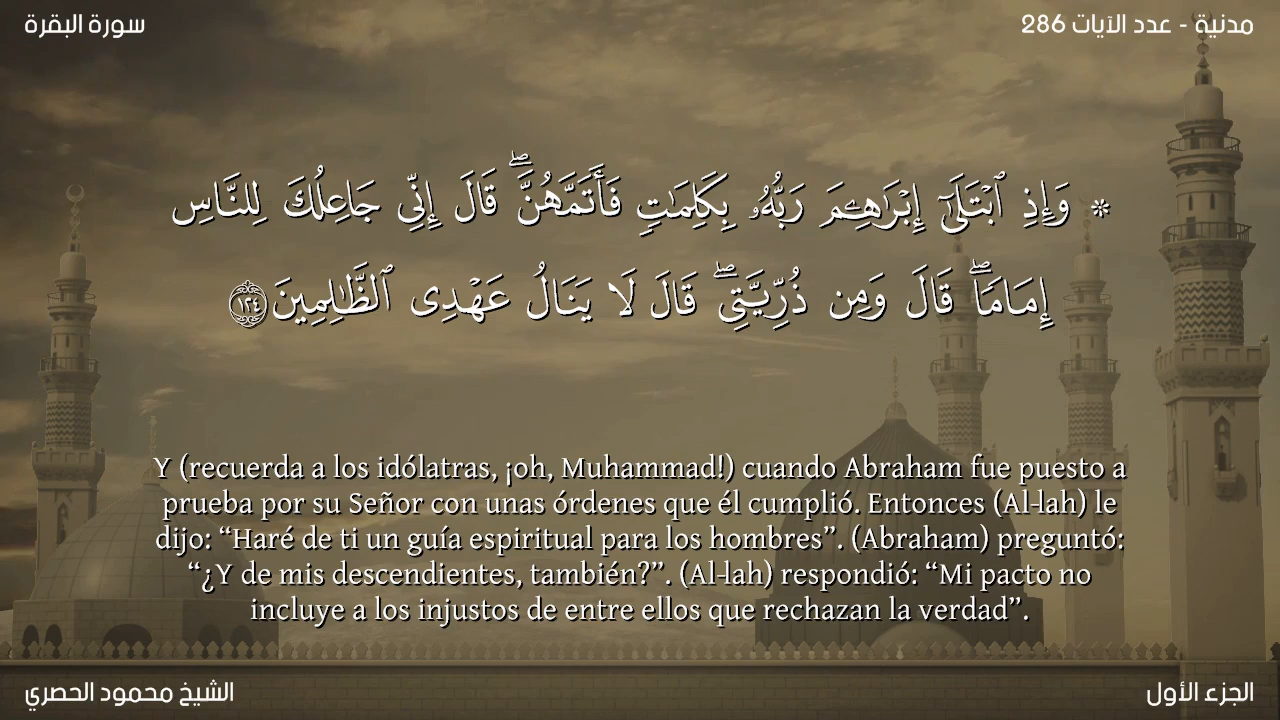 سورة البقرة
مدنية - عدد الآيات 286
۞ وَإِذِ ٱبْتَلَىٰٓ إِبْرَٰهِـۧمَ رَبُّهُۥ بِكَلِمَٰتٍ فَأَتَمَّهُنَّ ۖ قَالَ إِنِّى جَاعِلُكَ لِلنَّاسِ
إِمَامًا ۖ قَالَ وَمِن ذُرِّيَّتِى ۖ قَالَ لَا يَنَالُ عَهْدِى ٱلظَّٰلِمِينَ ١٢٤
Y (recuerda a los idólatras, ¡oh, Muhammad!) cuando Abraham fue puesto a
prueba por su Señor con unas órdenes que él cumplió. Entonces (Al-lah) le
dijo: “Haré de ti un guía espiritual para los hombres”. (Abraham) preguntó:
“¿Y de mis descendientes, también?”. (Al-lah) respondió: “Mi pacto no
incluye a los injustos de entre ellos que rechazan la verdad”.
الشيخ محمود الحصري
الجزء الأول